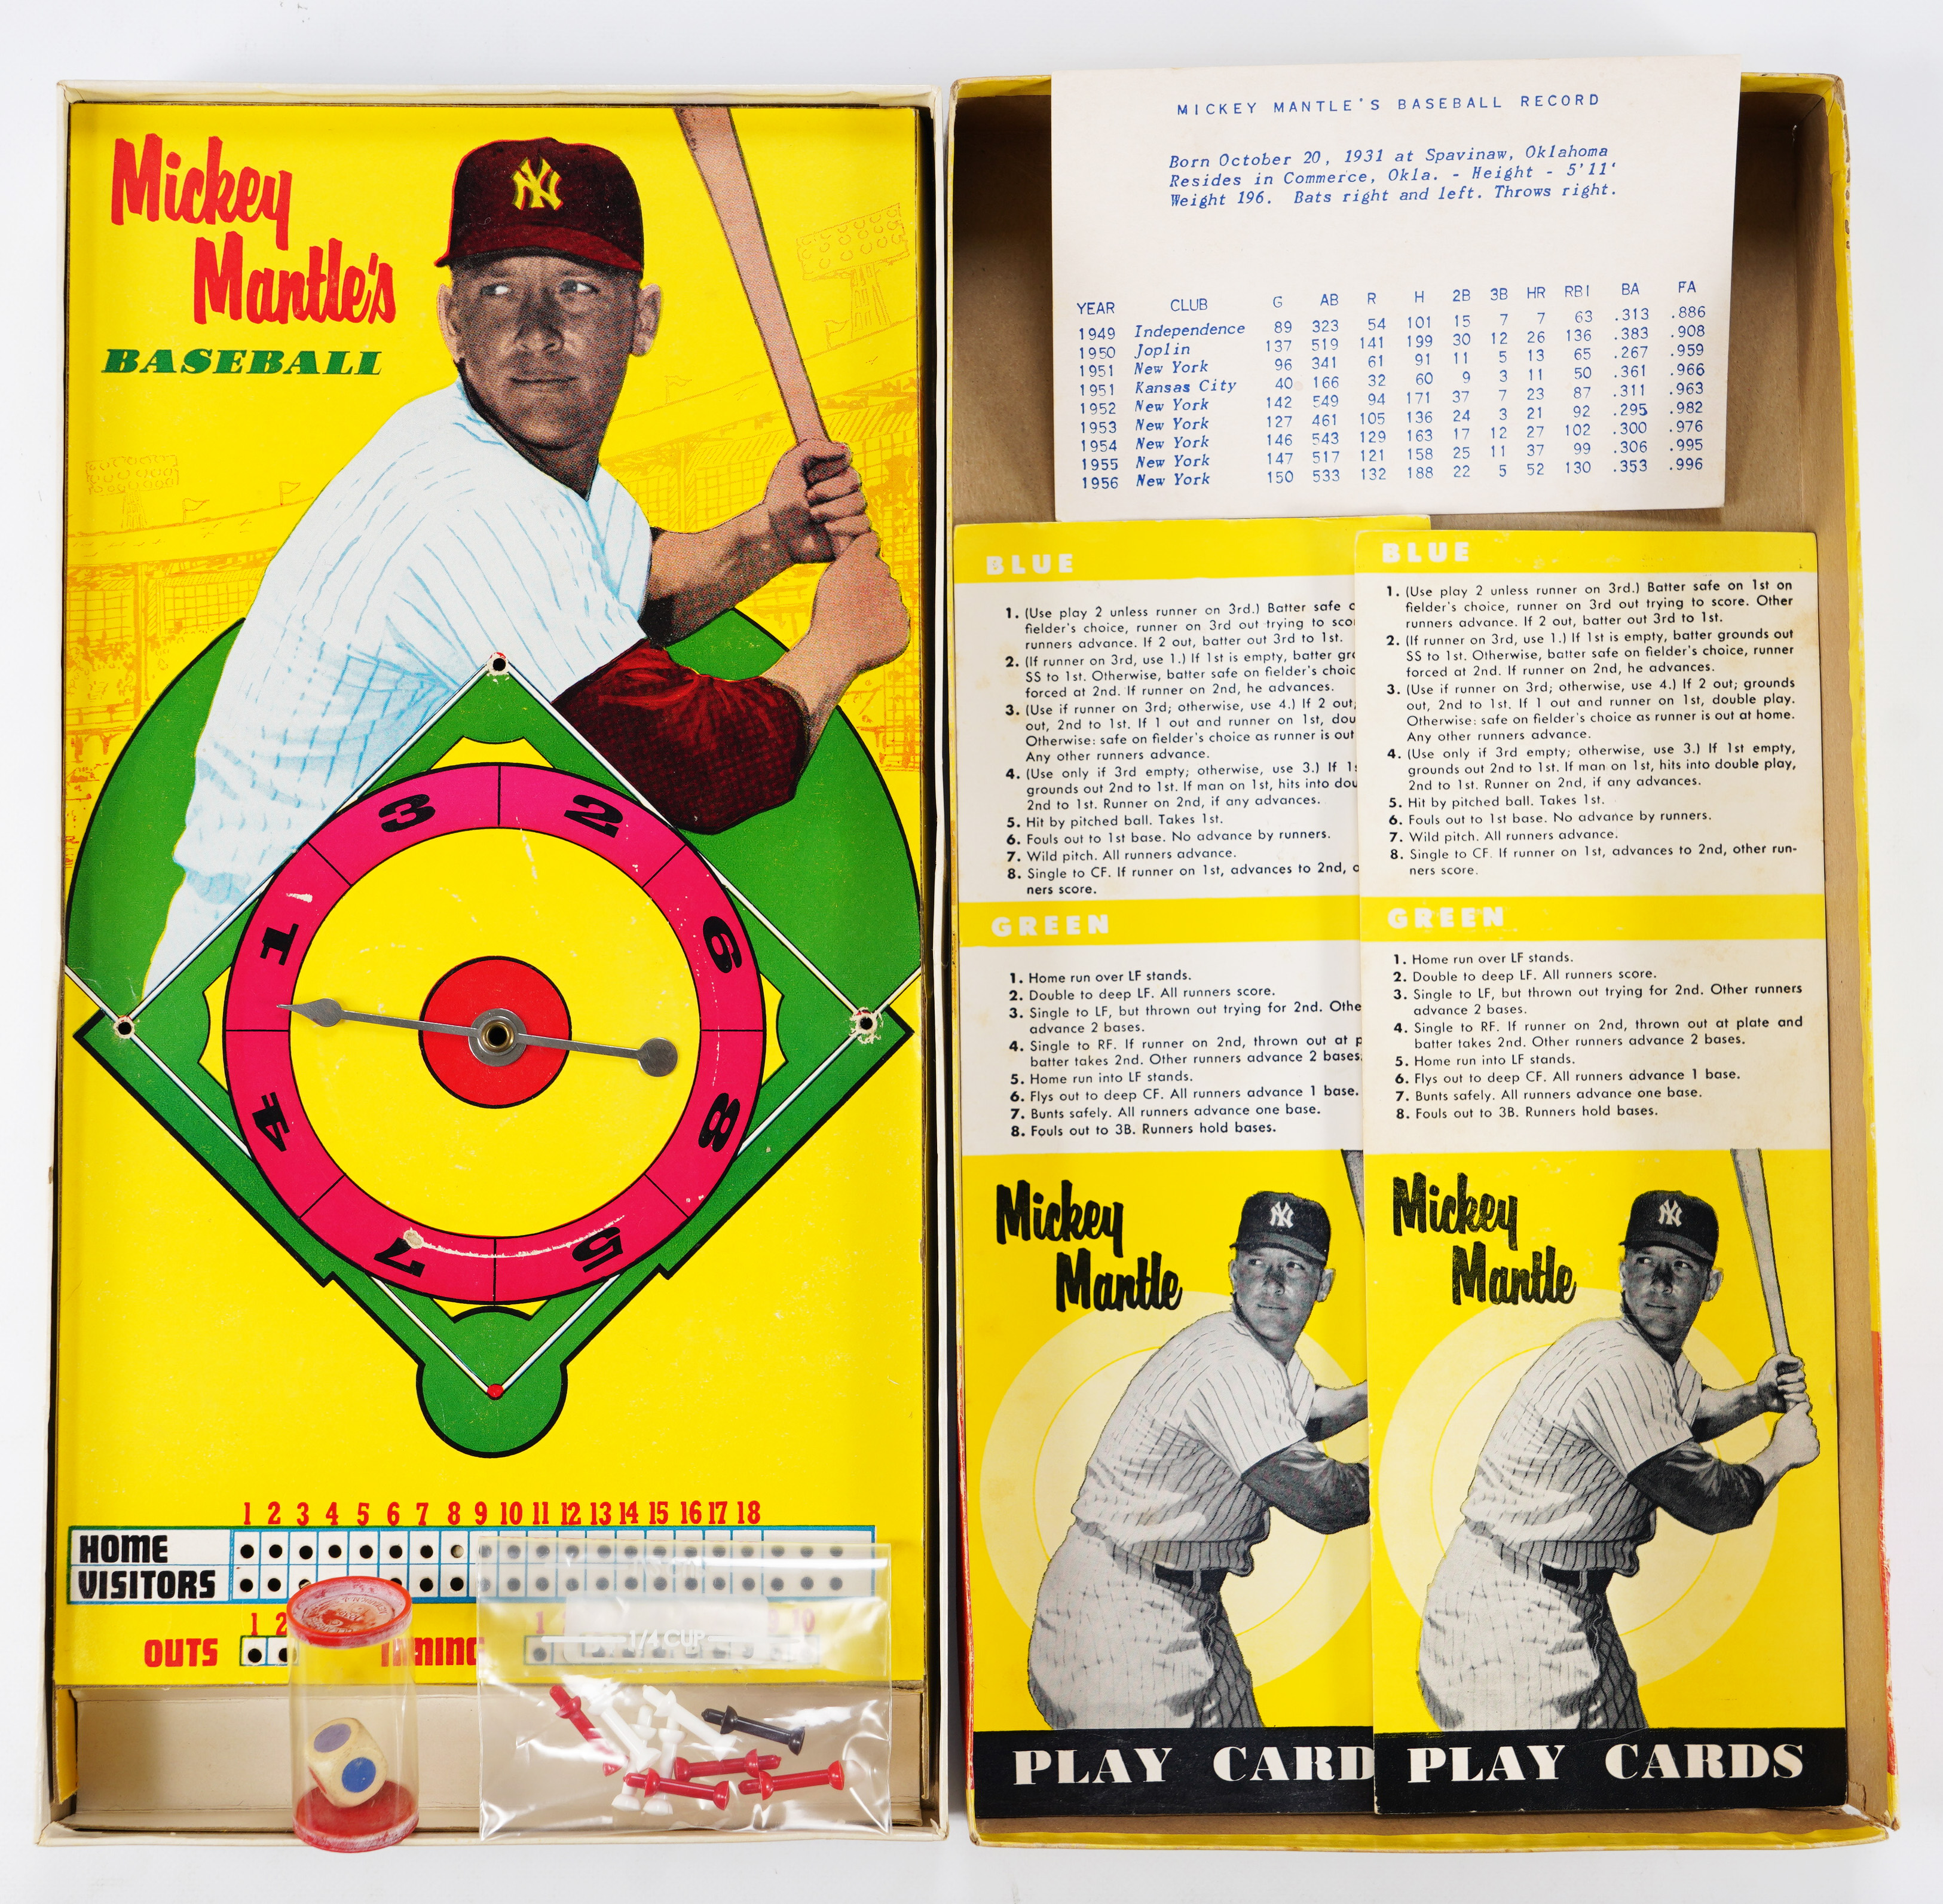 Mickey
Mantle's
BASEBALL
NY
3 2
1 6
4 8
7 5
1 2 3 4 5 6 7 8 9 10 11 12 13 14 15 16 17 18
HOME
VISITORS
1 2
1
10
OUTS
INNING
1/4 CUP
MICKEY MANTLE'S BASEBALL RECORD
Born October 20, 1931 at Spavinaw, Oklahoma
Resides in Commerce, Okla. - Height - 5'11'
Weight 196. Bats right and left. Throws right.
YEAR CLUB G AB R H 2B 3B HR RBI BA FA
1949 Independence 89 323 54 101 15 7 7 63 .313 .886
1950 Joplin 137 519 141 199 30 12 26 136 .383 .908
1951 New York 96 341 61 91 11 5 13 65 .267 .959
1951 Kansas City 40 166 32 60 9 3 11 50 .361 .966
1952 New York 142 549 94 171 37 7 23 87 .311 .963
1953 New York 127 461 105 136 24 3 21 92 .295 .982
1954 New York 146 543 129 163 17 12 27 102 .300 .976
1955 New York 147 517 121 158 25 11 37 99 .306 .995
1956 New York 150 533 132 188 22 5 52 130 .353 .996
BLUE
1. (Use play 2 unless runner on 3rd.) Batter safe
fielder's choice, runner on 3rd out trying to
runners advance. If 2 out, batter out 3rd to 1st.
2. (If runner on 3rd, use 1.) If 1st is empty, batter
SS to 1st. Otherwise, batter safe on fielder's
forced at 2nd. If runner on 2nd, he advances.
3. (Use if runner on 3rd; otherwise, use 4.) If 2 out;
out, 2nd to 1st. If 1 out and runner on 1st,
Otherwise: safe on fielder's choice as runner is out
Any other runners advance.
4. (Use only if 3rd empty; otherwise, use 3.) If
grounds out 2nd to 1st. If man on 1st, hits into
2nd to 1st. Runner on 2nd, if any advances.
5. Hit by pitched ball. Takes 1st.
6. Fouls out to 1st base. No advance by runners.
7. Wild pitch. All runners advance.
8. Single to CF. If runner on 1st, advances to 2nd,
ners score.
GREEN
1. Home run over LF stands.
2. Double to deep LF. All runners score.
3. Single to LF, but thrown out trying for 2nd.
advance 2 bases.
4. Single to RF. If runner on 2nd, thrown out at
batter takes 2nd. Other runners advance 2 bases.
5. Home run into LF stands.
6. Flys out to deep CF. All runners advance 1 base.
7. Bunts safely. All runners advance one base.
8. Fouls out to 3B. Runners hold bases.
Mickey
Mantle
NY
PLAY CARD
BLUE
1. (Use play 2 unless runner on 3rd.) Batter safe on 1st on
fielder's choice, runner on 3rd out trying to score. Other
runners advance. If 2 out, batter out 3rd to 1st.
2. (If runner on 3rd, use 1.) If 1st is empty, batter grounds out
SS to 1st. Otherwise, batter safe on fielder's choice, runner
forced at 2nd. If runner on 2nd, he advances.
3. (Use if runner on 3rd; otherwise, use 4.) If 2 out; grounds
out, 2nd to 1st. If 1 out and runner on 1st, double play.
Otherwise: safe on fielder's choice as runner is out at home.
Any other runners advance.
4. (Use only if 3rd empty; otherwise, use 3.) If 1st empty,
grounds out 2nd to 1st. If man on 1st, hits into double play,
2nd to 1st. Runner on 2nd, if any advances.
5. Hit by pitched ball. Takes 1st.
6. Fouls out to 1st base. No advance by runners.
7. Wild pitch. All runners advance.
8. Single to CF. If runner on 1st, advances to 2nd, other run-
ners score.
GREEN
1. Home run over LF stands.
2. Double to deep LF. All runners score.
3. Single to LF, but thrown out trying for 2nd. Other runners
advance 2 bases.
4. Single to RF. If runner on 2nd, thrown out at plate and
batter takes 2nd. Other runners advance 2 bases.
5. Home run into LF stands.
6. Flys out to deep CF. All runners advance 1 base.
7. Bunts safely. All runners advance one base.
8. Fouls out to 3B. Runners hold bases.
Mickey
Mantle
NY
PLAY CARDS